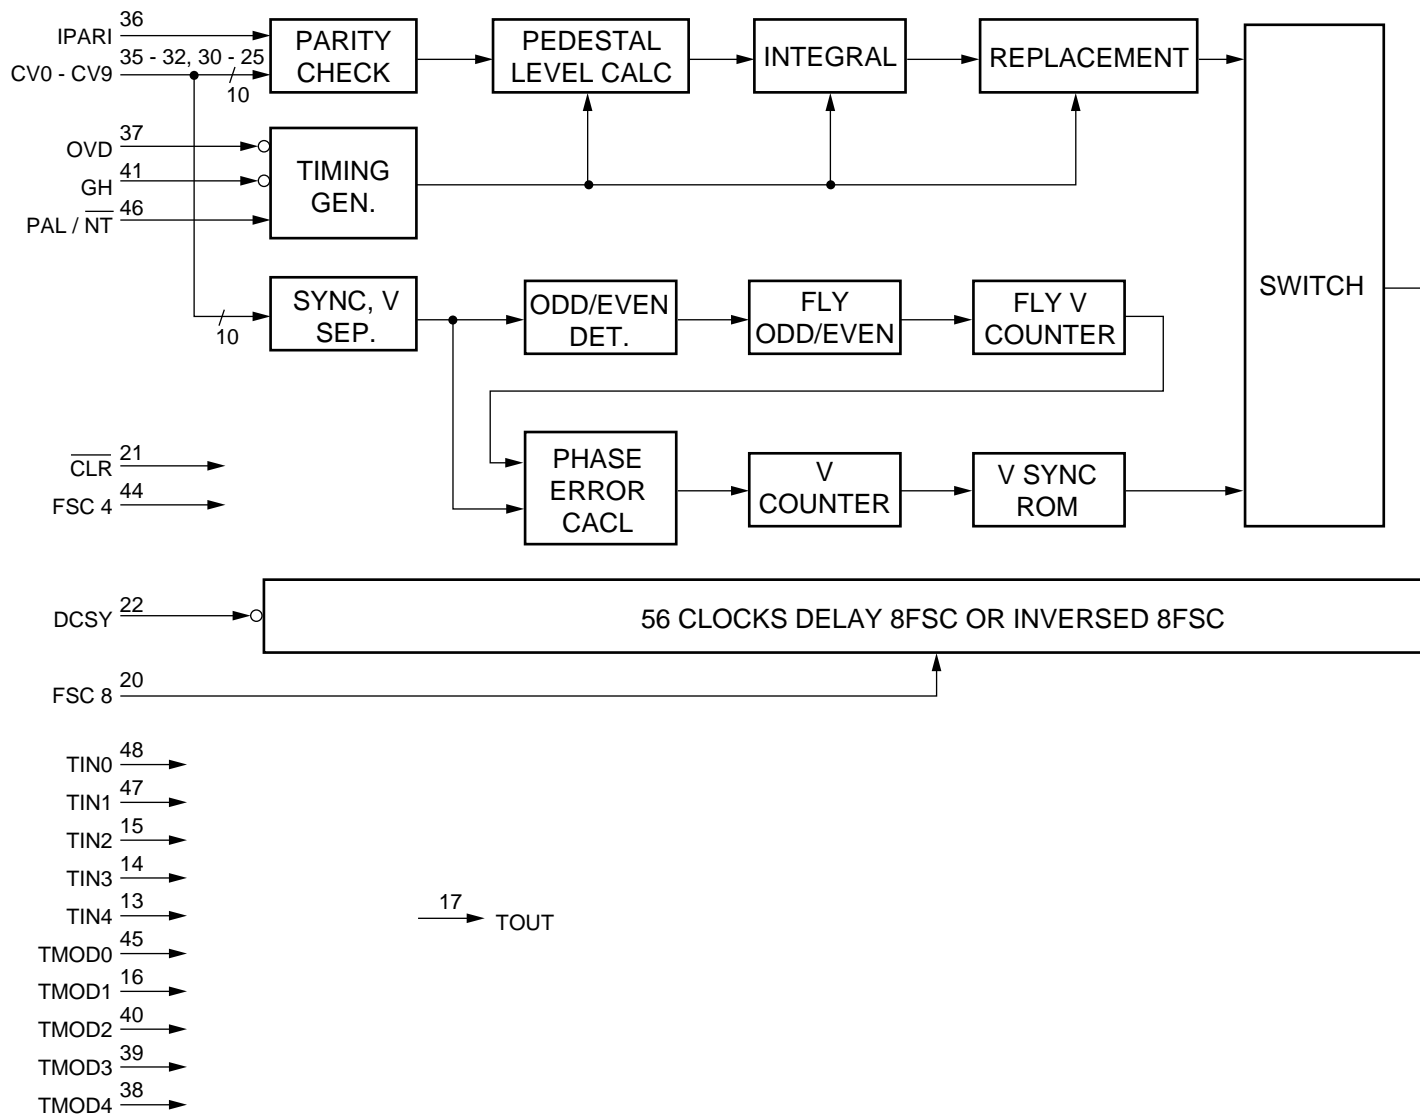 IPARI 36
CV0 - CV9 35 - 32, 30 - 25
10
PARITY
CHECK
PEDESTAL
LEVEL CALC
INTEGRAL
REPLACEMENT
OVD 37
GH 41
PAL / NT 46
TIMING
GEN.
SWITCH
10
SYNC, V
SEP.
ODD/EVEN
DET.
FLY
ODD/EVEN
FLY V
COUNTER
CLR 21
FSC 4 44
PHASE
ERROR
CACL
V
COUNTER
V SYNC
ROM
DCSY 22
56 CLOCKS DELAY 8FSC OR INVERSED 8FSC
FSC 8 20
TIN0 48
TIN1 47
TIN2 15
TIN3 14
TIN4 13
17 TOUT
TMOD0 45
TMOD1 16
TMOD2 40
TMOD3 39
TMOD4 38